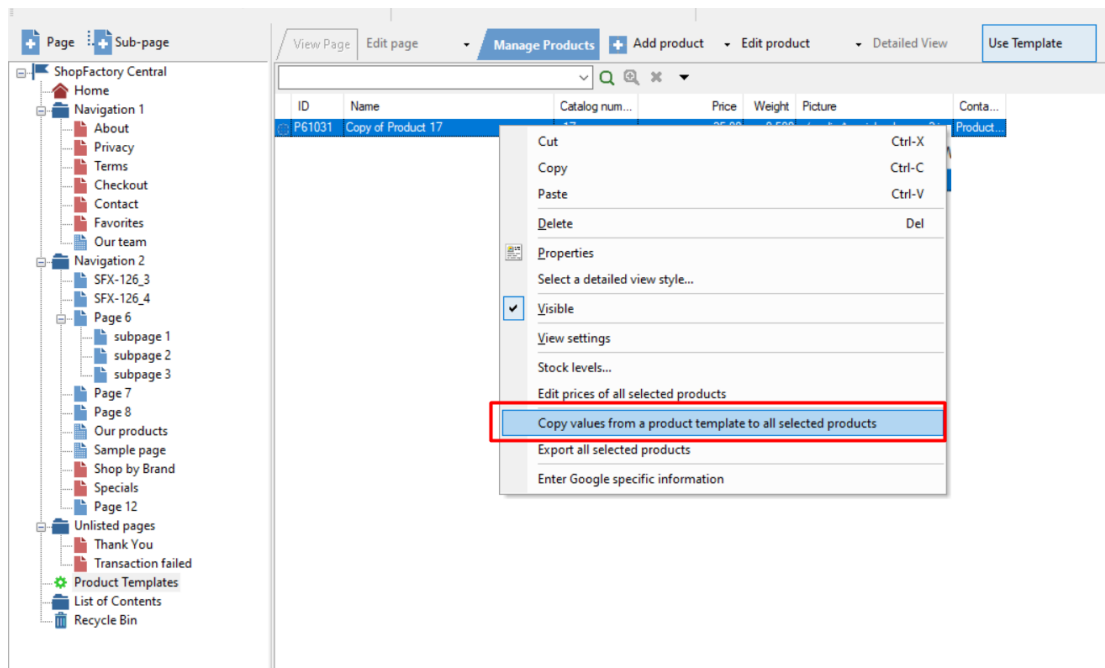 Page Sub-page View Page Edit page Manage Products Add product Edit product Detailed View Use Template
ShopFactory Central
Home
Navigation 1
About
Privacy
Terms
Checkout
Contact
Favorites
Our team
Navigation 2
SFX-126_3
SFX-126_4
Page 6
subpage 1
subpage 2
subpage 3
Page 7
Page 8
Our products
Sample page
Shop by Brand
Specials
Page 12
Unlisted pages
Thank You
Transaction failed
Product Templates
List of Contents
Recycle Bin
ID Name Catalog num... Price Weight Picture Conta...
P61031 Copy of Product 17 Product...
Cut Ctrl-X
Copy Ctrl-C
Paste Ctrl-V
Delete Del
Properties
Select a detailed view style...
Visible
View settings
Stock levels...
Edit prices of all selected products
Copy values from a product template to all selected products
Export all selected products
Enter Google specific information